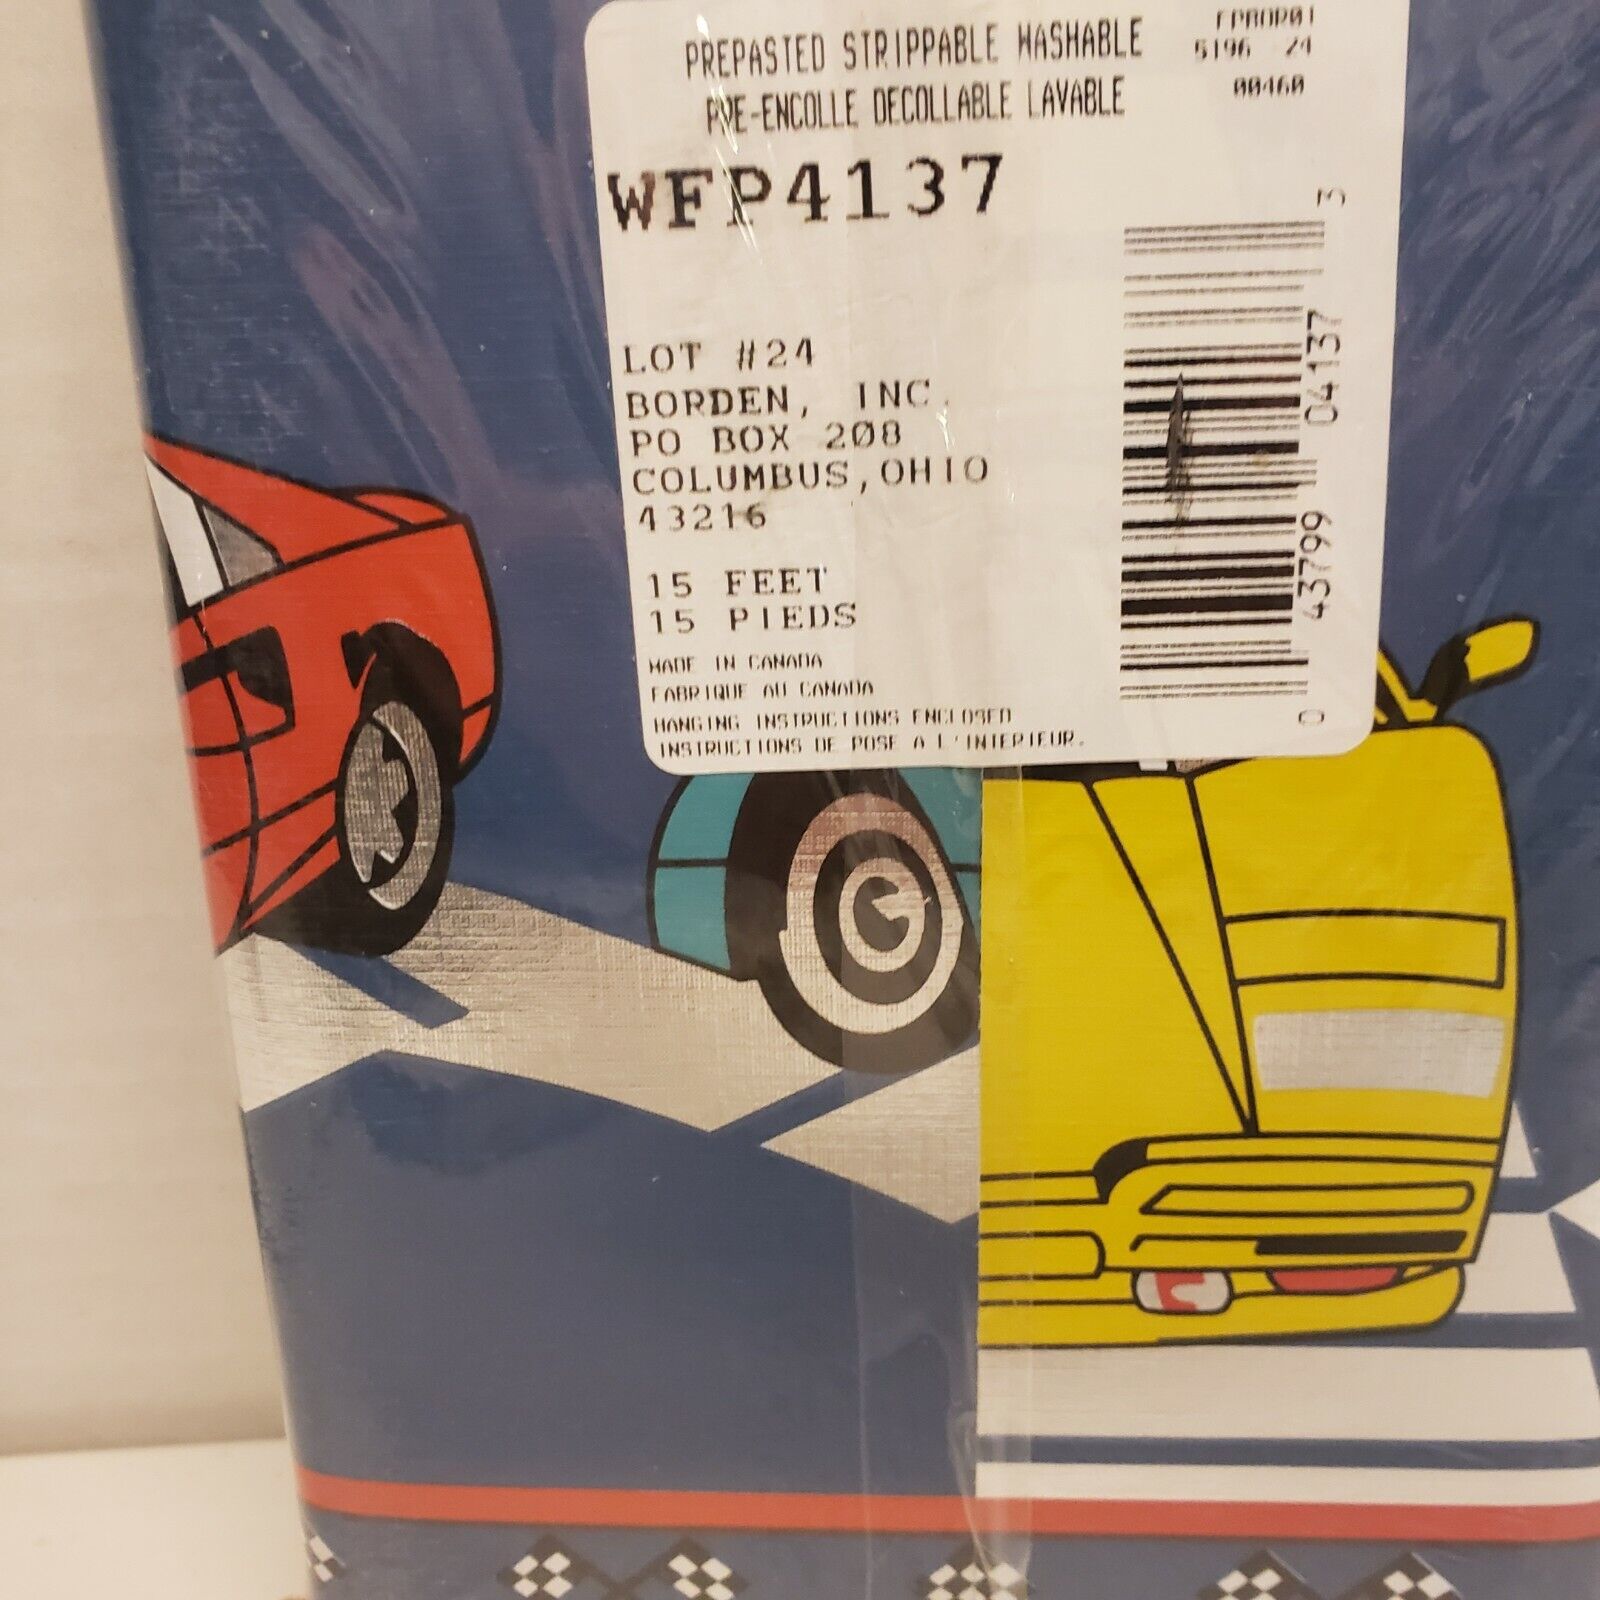 PREPASTED STRIPPABLE WASHABLE
PRE-ENCOLLE DECOLLABLE LAVABLE
5196 24
00460
WFP4137
LOT #24
BORDEN, INC.
PO BOX 208
COLUMBUS, OHIO
43216
15 FEET
15 PIEDS
MADE IN CANADA
FABRIQUE AU CANADA
HANGING INSTRUCTIONS ENCLOSED
INSTRUCTIONS DE POSE A L'INTERIEUR.
0 43799 04137 3